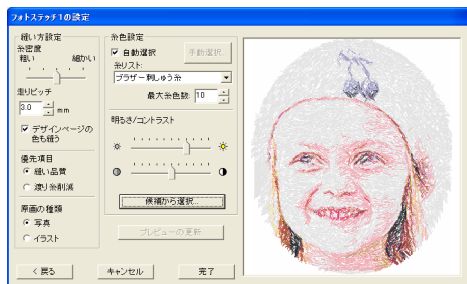 フォトステッチ1の設定
縫い方設定
糸密度
粗い 細かい
走りピッチ
3.0 mm
デザインページの
色も縫う
優先項目
縫い品質
渡り糸削減
原画の種類
写真
イラスト
糸色設定
自動選択 手動選択...
糸リスト:
ブラザー刺しゅう糸
最大糸色数: 10
明るさ/コントラスト
候補から選択...
プレビューの更新
< 戻る キャンセル 完了